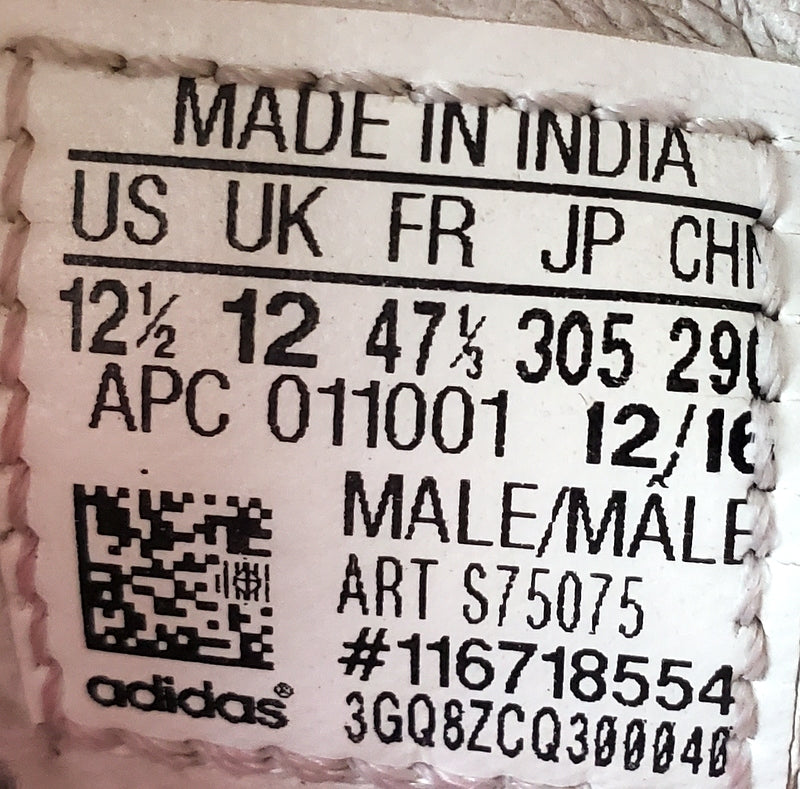 MADE IN INDIA
US UK FR JP CHN
12½ 12 47⅓ 305 290
APC 011001 12/16
MALE/MÂLE
ART S75075
#116718554
adidas® 3GQ8ZCQ300040